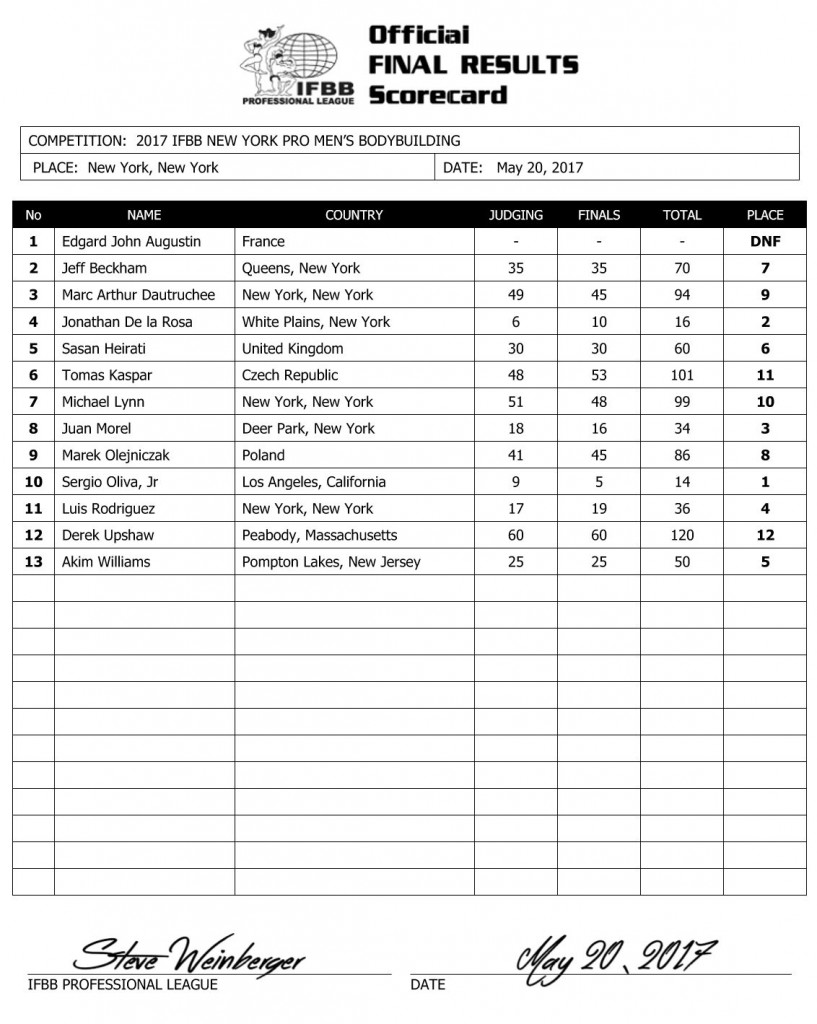 Official
FINAL RESULTS
Scorecard
IFBB
PROFESSIONAL LEAGUE
COMPETITION: 2017 IFBB NEW YORK PRO MEN'S BODYBUILDING
PLACE: New York, New York DATE: May 20, 2017
No NAME COUNTRY JUDGING FINALS TOTAL PLACE
1 Edgard John Augustin France - - - DNF
2 Jeff Beckham Queens, New York 35 35 70 7
3 Marc Arthur Dautruchee New York, New York 49 45 94 9
4 Jonathan De la Rosa White Plains, New York 6 10 16 2
5 Sasan Heirati United Kingdom 30 30 60 6
6 Tomas Kaspar Czech Republic 48 53 101 11
7 Michael Lynn New York, New York 51 48 99 10
8 Juan Morel Deer Park, New York 18 16 34 3
9 Marek Olejniczak Poland 41 45 86 8
10 Sergio Oliva, Jr Los Angeles, California 9 5 14 1
11 Luis Rodriguez New York, New York 17 19 36 4
12 Derek Upshaw Peabody, Massachusetts 60 60 120 12
13 Akim Williams Pompton Lakes, New Jersey 25 25 50 5
Steve Weinberger May 20, 2017
IFBB PROFESSIONAL LEAGUE DATE